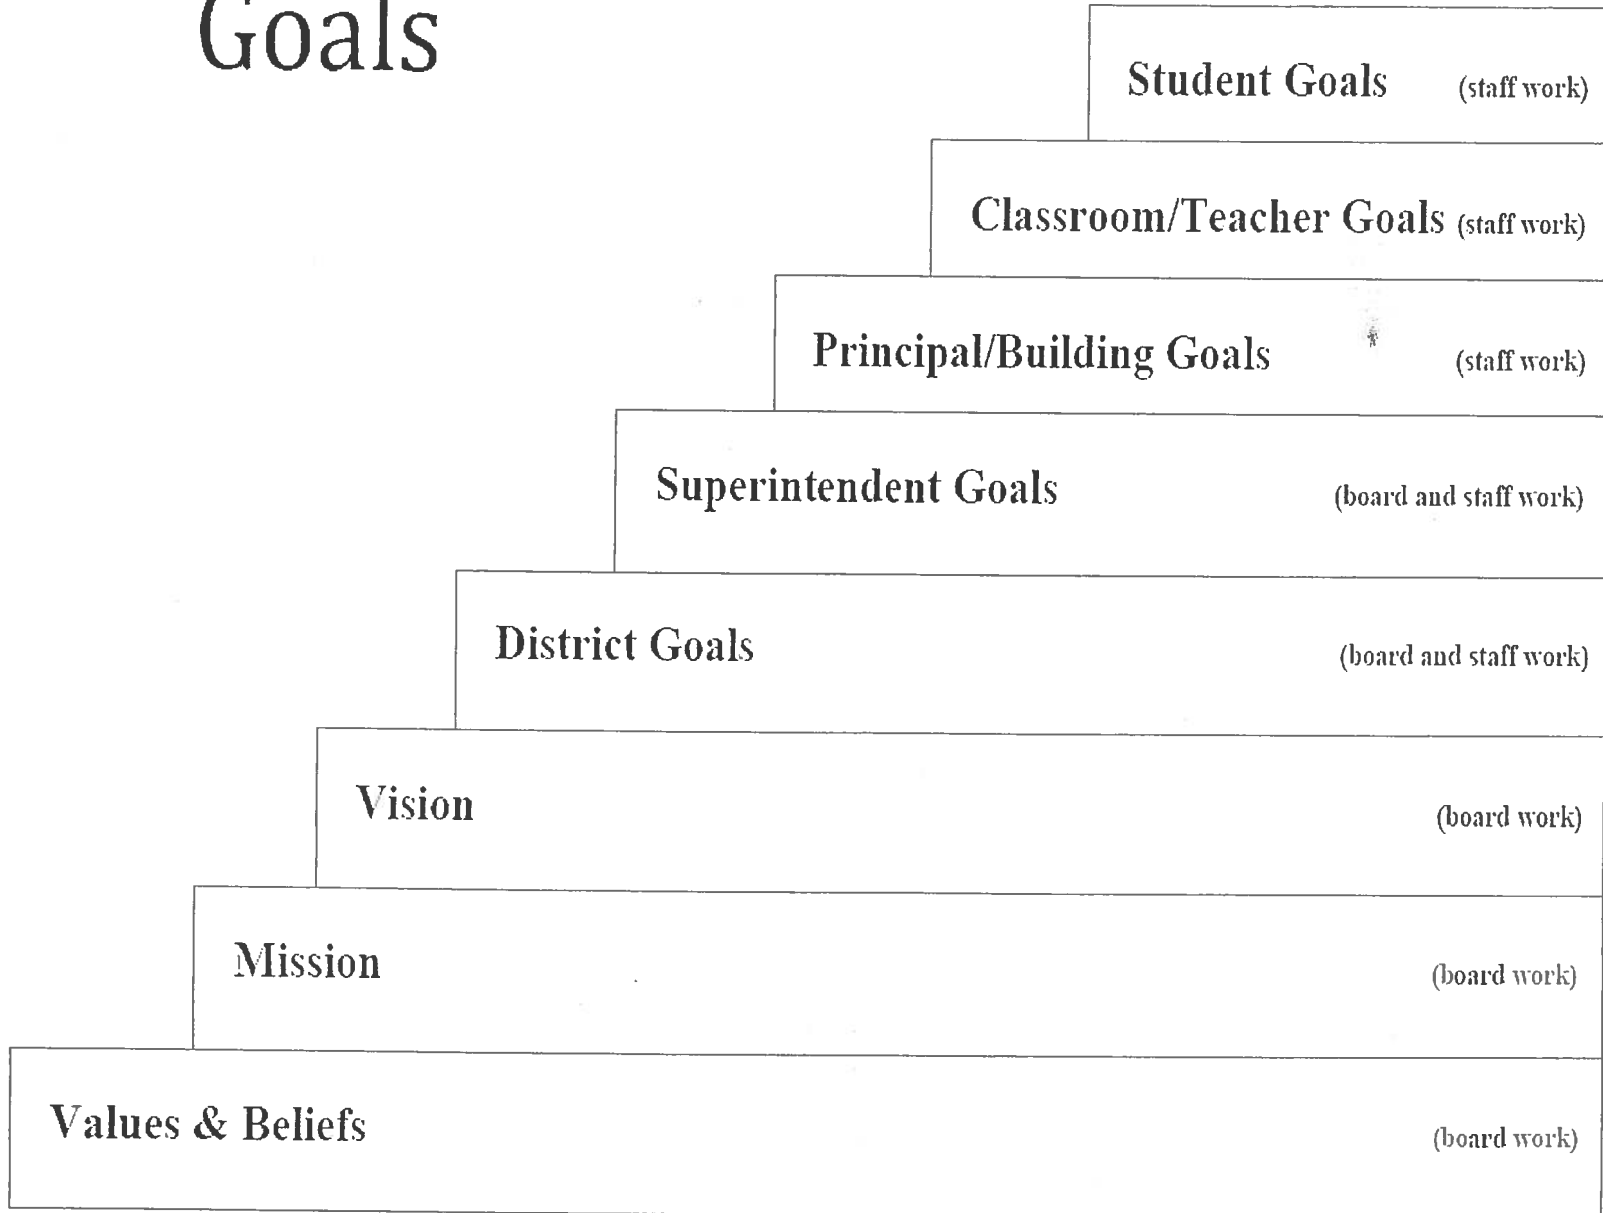 Goals
Student Goals (staff work)
Classroom/Teacher Goals (staff work)
Principal/Building Goals (staff work)
Superintendent Goals (board and staff work)
District Goals (board and staff work)
Vision (board work)
Mission (board work)
Values & Beliefs (board work)